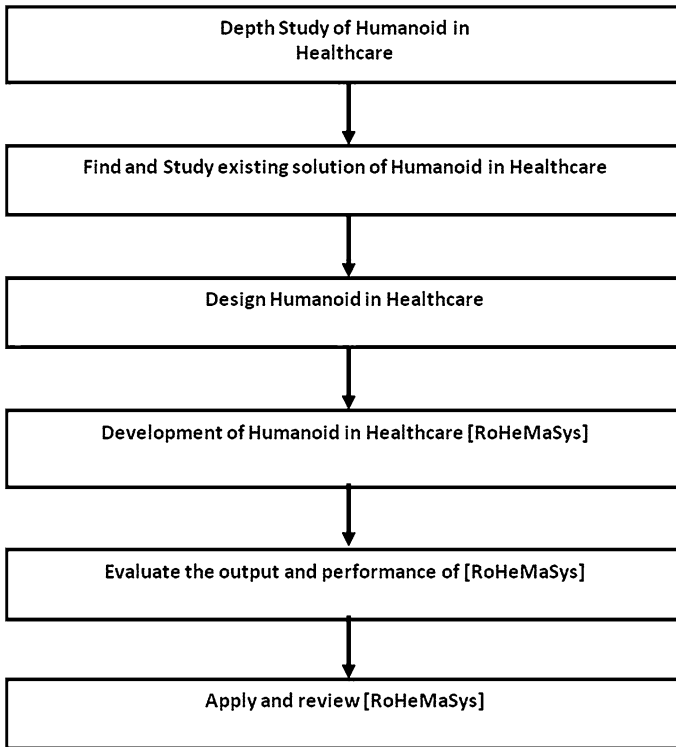 Depth Study of Humanoid in
Healthcare
Find and Study existing solution of Humanoid in Healthcare
Design Humanoid in Healthcare
Development of Humanoid in Healthcare [RoHeMaSys]
Evaluate the output and performance of [RoHeMaSys]
Apply and review [RoHeMaSys]